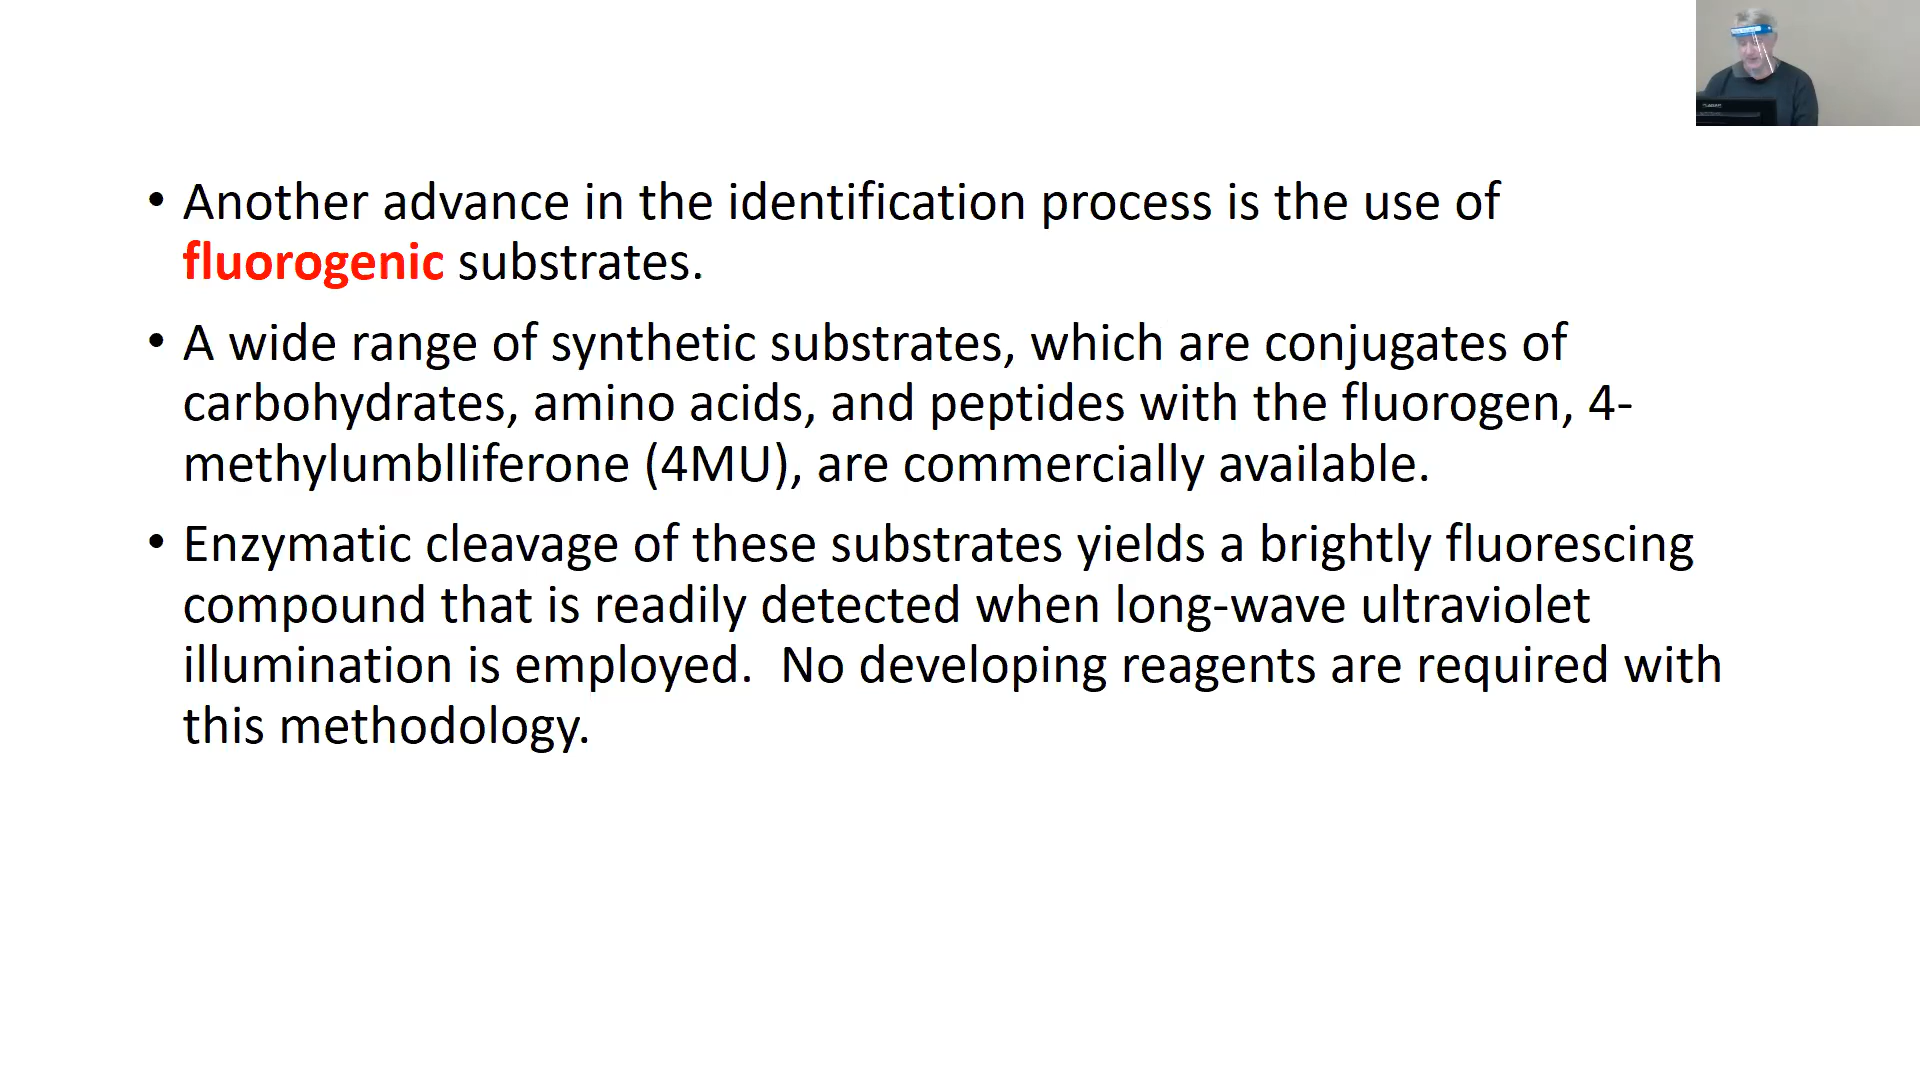 • Another advance in the identification process is the use of
fluorogenic substrates.
• A wide range of synthetic substrates, which are conjugates of
carbohydrates, amino acids, and peptides with the fluorogen, 4-
methylumblliferone (4MU), are commercially available.
• Enzymatic cleavage of these substrates yields a brightly fluorescing
compound that is readily detected when long-wave ultraviolet
illumination is employed.  No developing reagents are required with
this methodology.